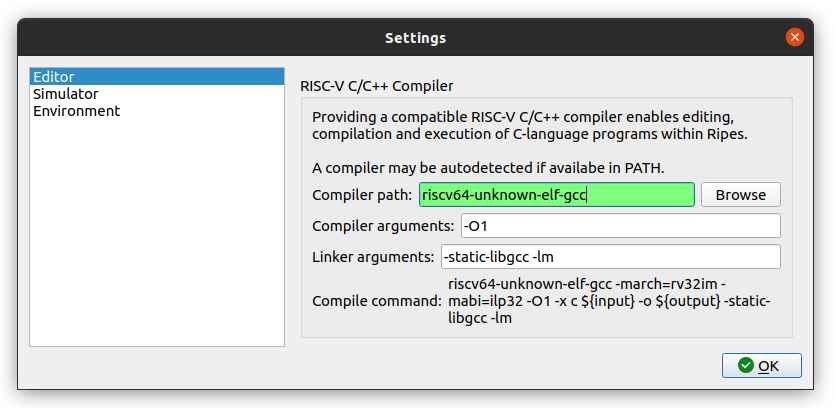 Settings
Editor
Simulator
Environment
RISC-V C/C++ Compiler
Providing a compatible RISC-V C/C++ compiler enables editing,
compilation and execution of C-language programs within Ripes.
A compiler may be autodetected if availabe in PATH.
Compiler path: riscv64-unknown-elf-gcc Browse
Compiler arguments: -O1
Linker arguments: -static-libgcc -lm
Compile command: riscv64-unknown-elf-gcc -march=rv32im -
mabi=ilp32 -O1 -x c ${input} -o ${output} -static-
libgcc -lm
OK